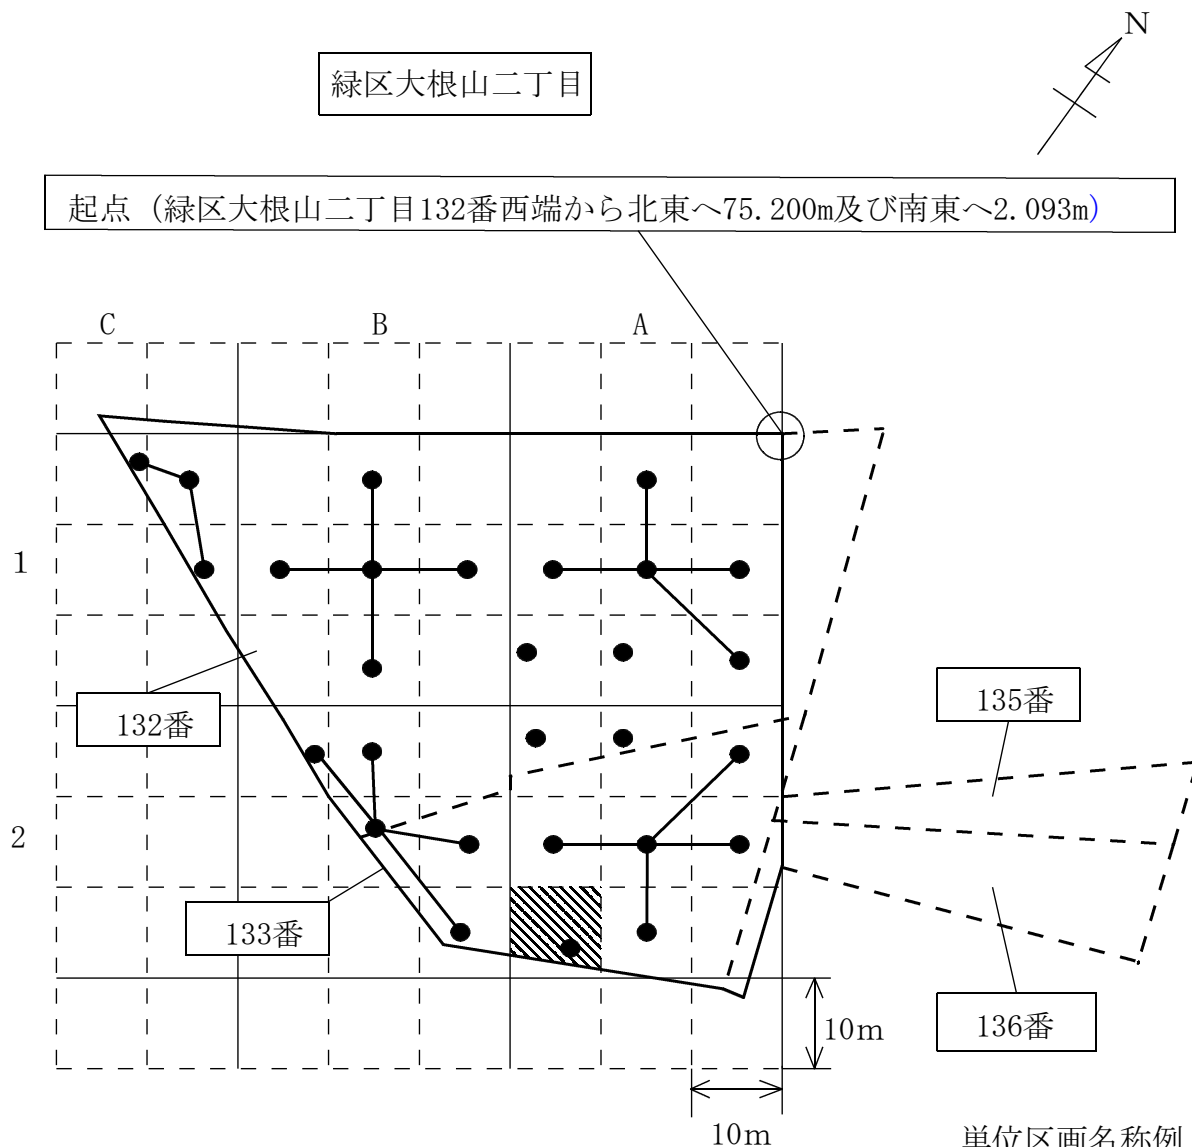 N
緑区大根山二丁目
起点（緑区大根山二丁目132番西端から北東へ75.200m及び南東へ2.093m）
C B A
1
132番
135番
2
133番
136番
10m
10m
単位区画名称例